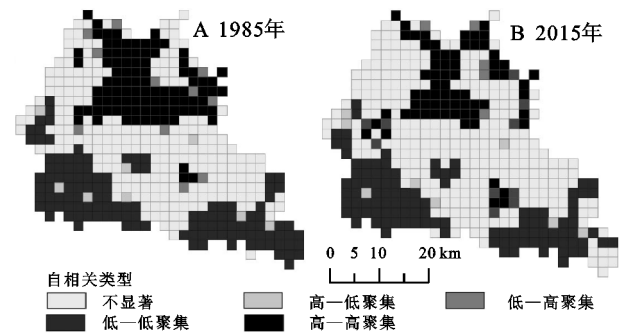 A 1985年
B 2015年
0 5 10 20 km
自相关类型
不显著
高—低聚集
低—高聚集
低—低聚集
高—高聚集